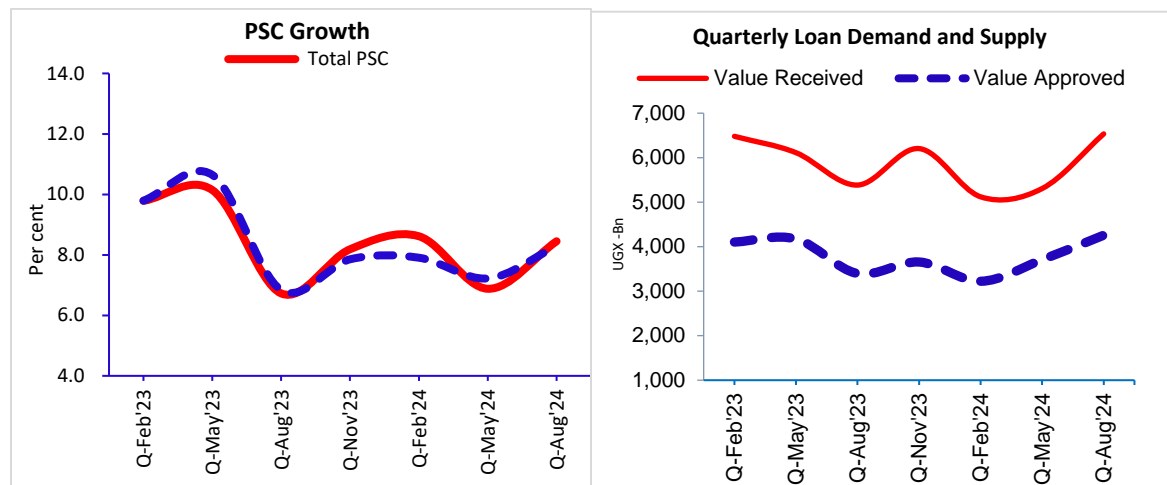 PSC Growth
Total PSC
Per cent
14.0
12.0
10.0
8.0
6.0
4.0
Q-Feb'23
Q-May'23
Q-Aug'23
Q-Nov'23
Q-Feb'24
Q-May'24
Q-Aug'24
Quarterly Loan Demand and Supply
Value Received
Value Approved
UGX -Bn
7,000
6,000
5,000
4,000
3,000
2,000
1,000
Q-Feb'23
Q-May'23
Q-Aug'23
Q-Nov'23
Q-Feb'24
Q-May'24
Q-Aug'24